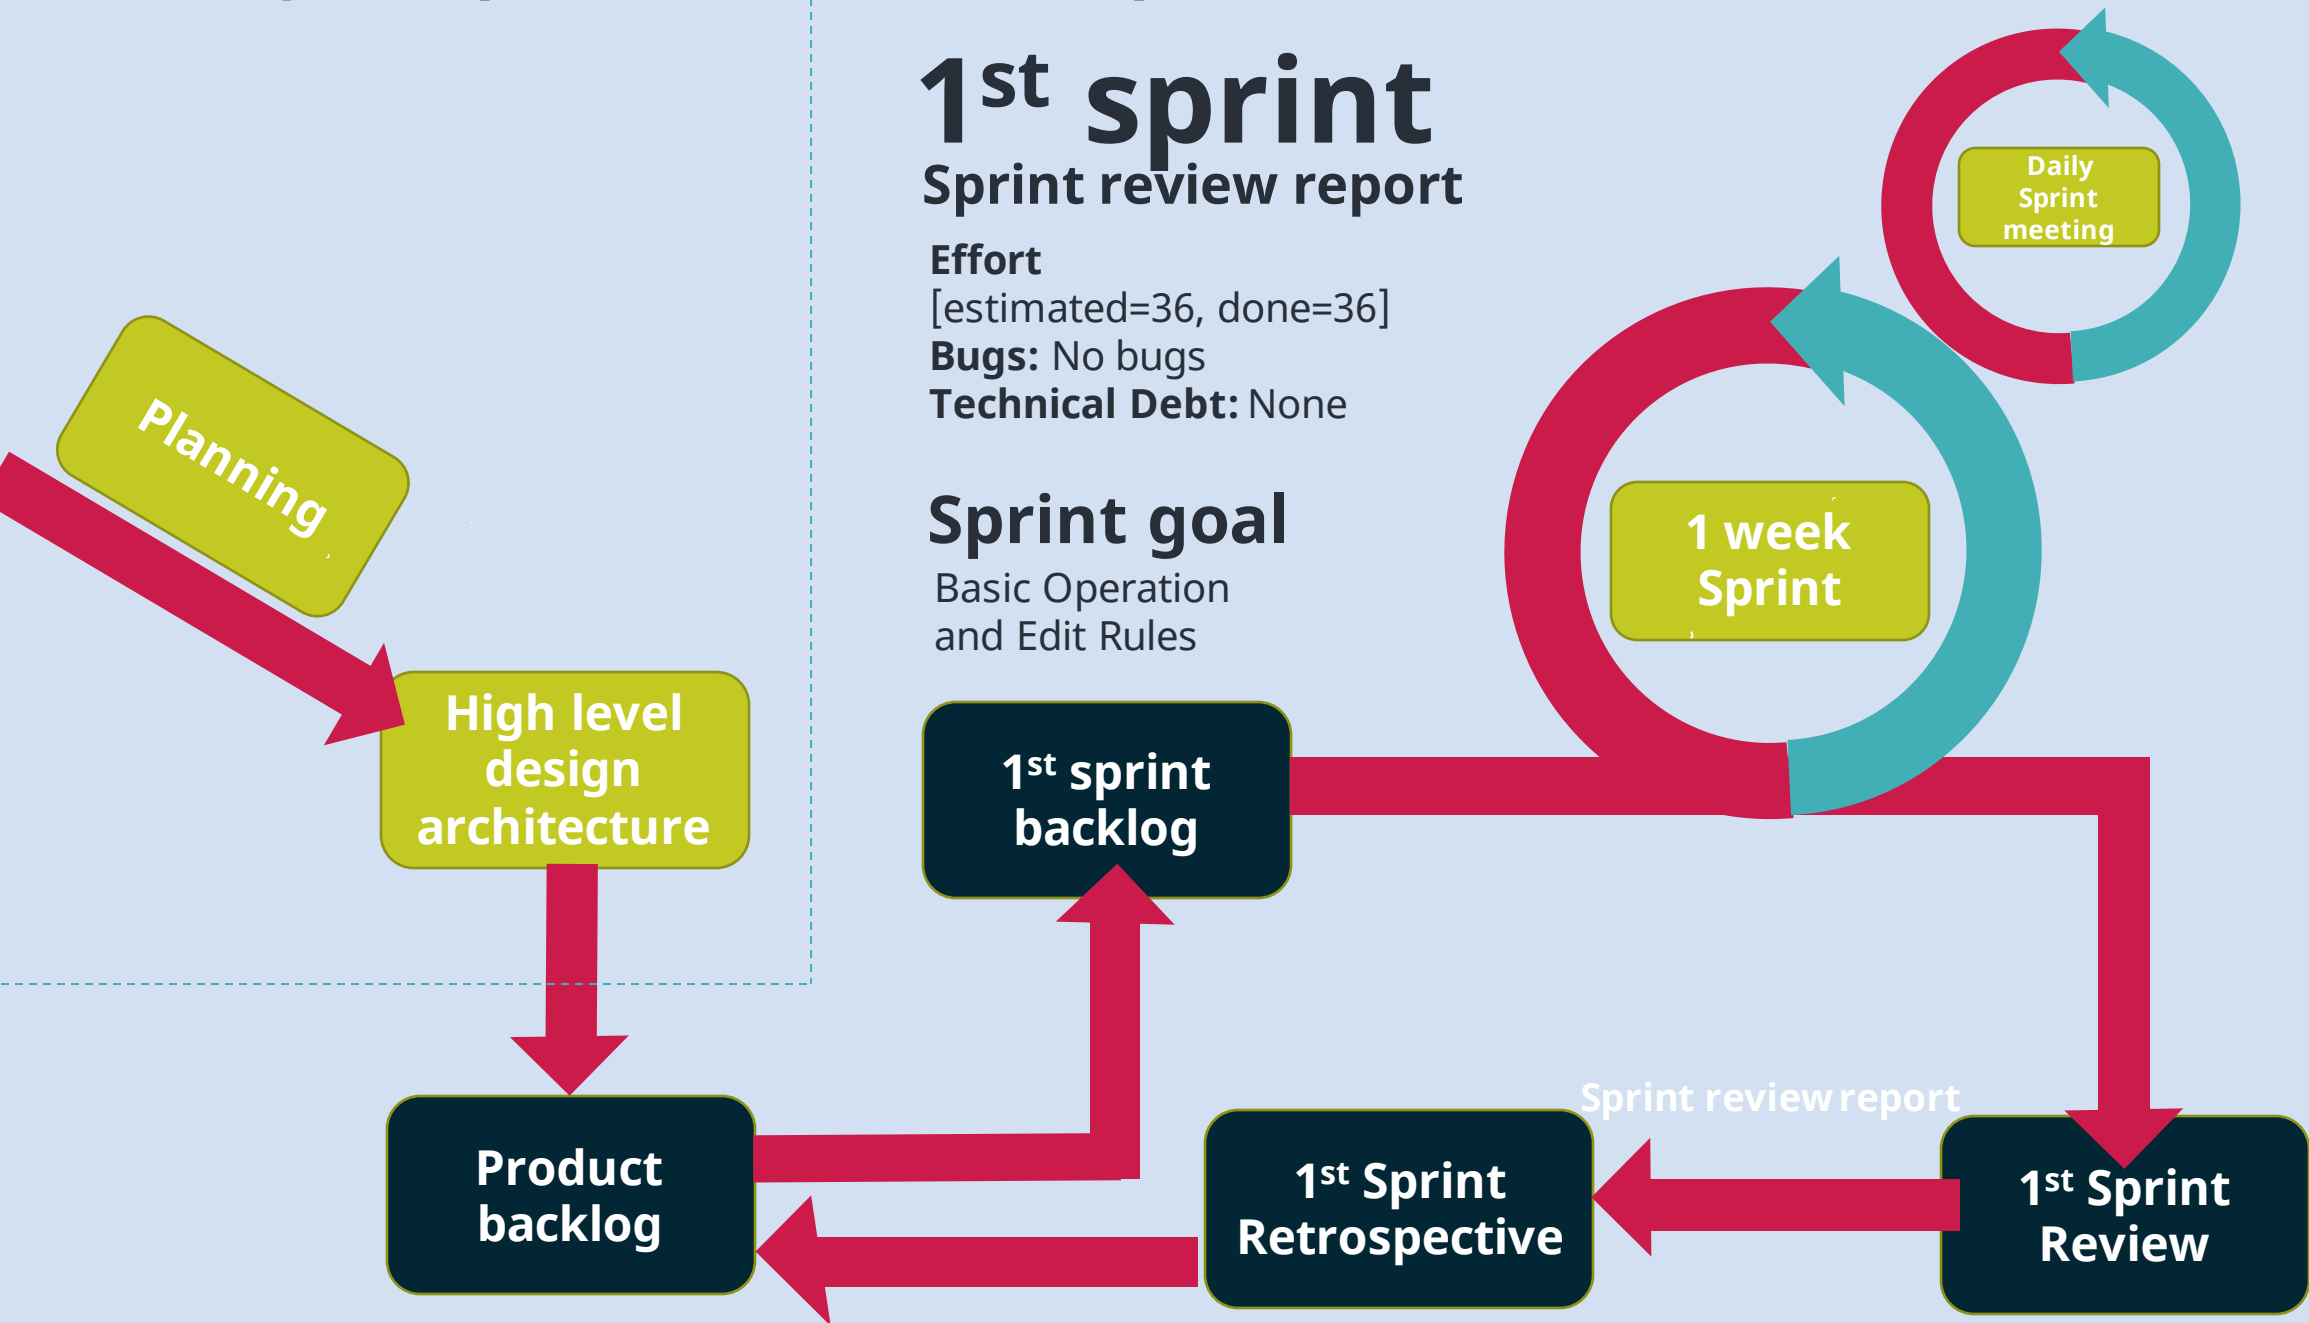 1st sprint
Sprint review report
Effort
[estimated=36, done=36]
Bugs: No bugs
Technical Debt: None
Sprint goal
Basic Operation
and Edit Rules
Daily
Sprint
meeting
1 week
Sprint
Planning
High level
design
architecture
1st sprint
backlog
Product
backlog
1st Sprint
Retrospective
Sprint review report
1st Sprint
Review